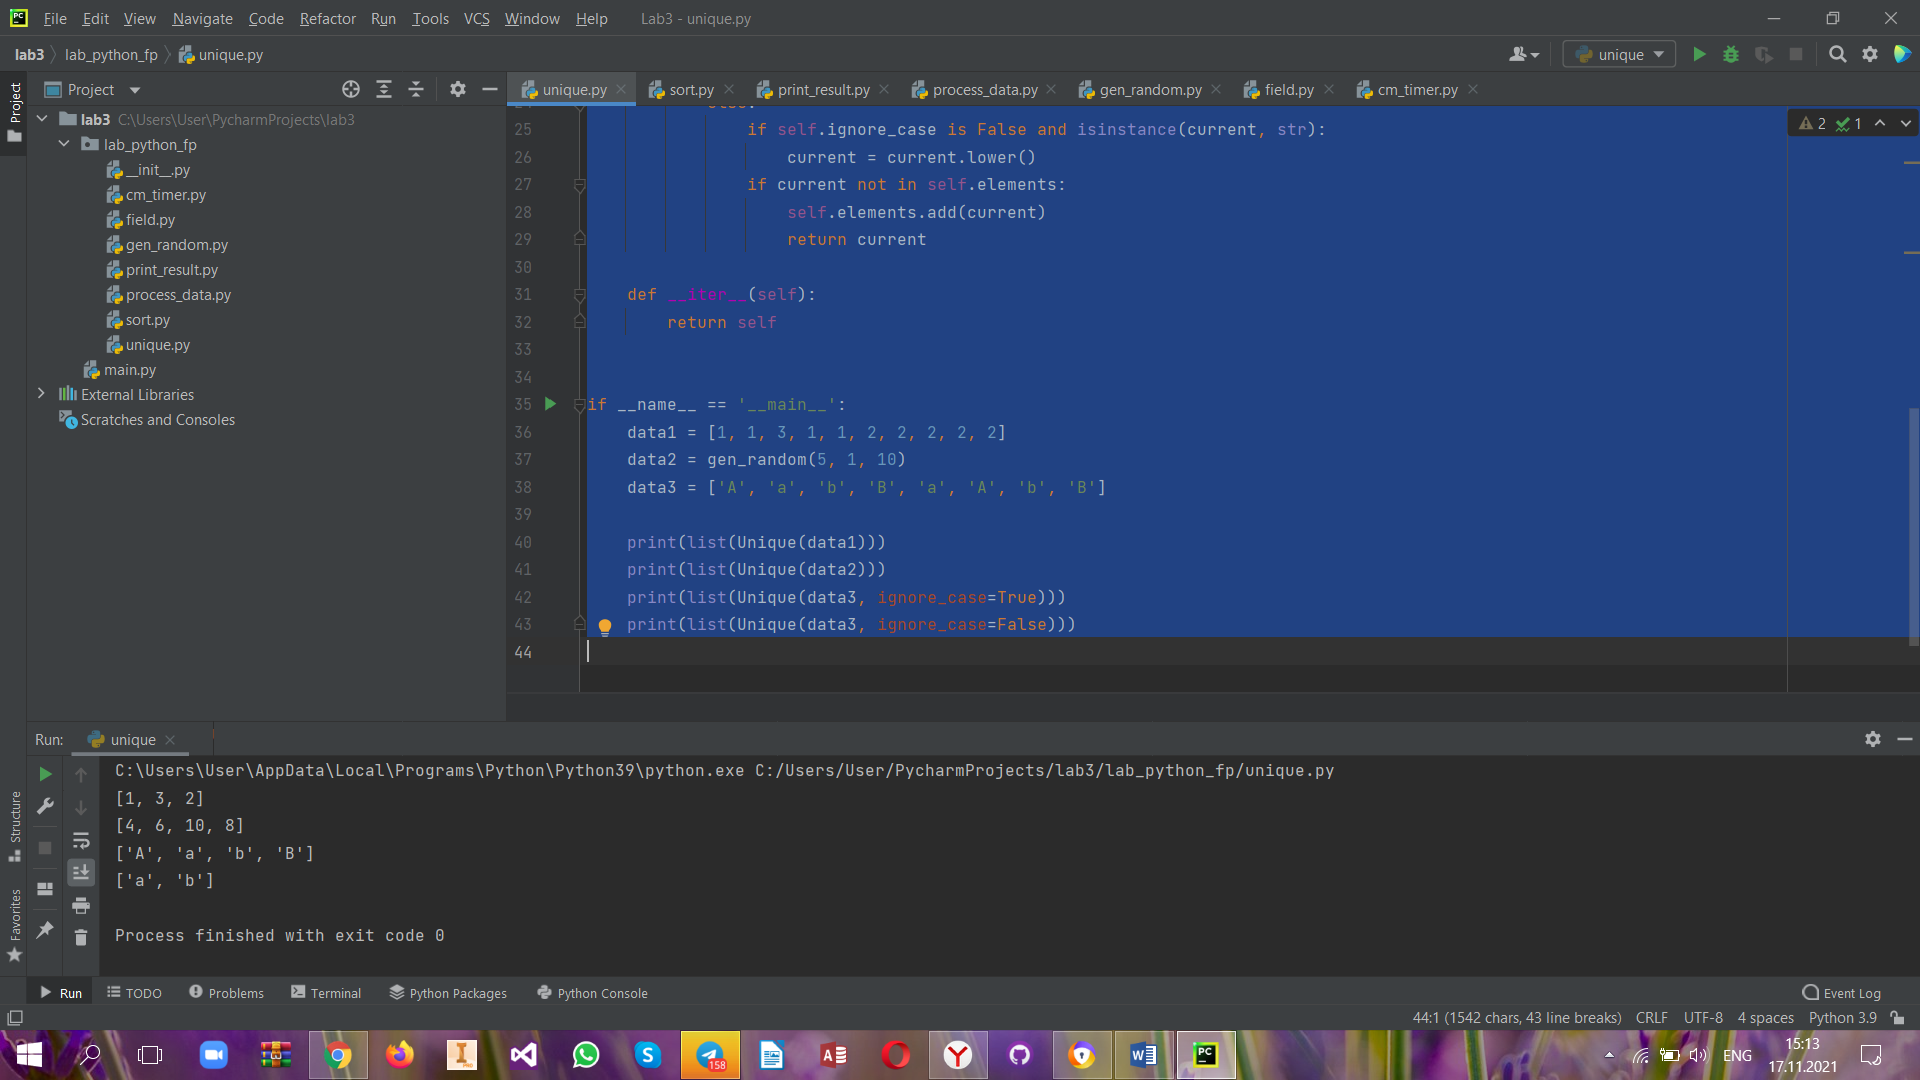 File Edit View Navigate Code Refactor Run Tools VCS Window Help Lab3 - unique.py
lab3 lab_python_fp unique.py unique
Project unique.py sort.py print_result.py process_data.py gen_random.py field.py cm_timer.py
Project
lab3 C:\Users\User\PycharmProjects\lab3
lab_python_fp
__init__.py
cm_timer.py
field.py
gen_random.py
print_result.py
process_data.py
sort.py
unique.py
main.py
External Libraries
Scratches and Consoles
2 1
25 if self.ignore_case is False and isinstance(current, str):
26 current = current.lower()
27 if current not in self.elements:
28 self.elements.add(current)
29 return current
30
31 def __iter__(self):
32 return self
33
34
35 if __name__ == '__main__':
36 data1 = [1, 1, 3, 1, 1, 2, 2, 2, 2, 2]
37 data2 = gen_random(5, 1, 10)
38 data3 = ['A', 'a', 'b', 'B', 'a', 'A', 'b', 'B']
39
40 print(list(Unique(data1)))
41 print(list(Unique(data2)))
42 print(list(Unique(data3, ignore_case=True)))
43 print(list(Unique(data3, ignore_case=False)))
44
Run: unique
C:\Users\User\AppData\Local\Programs\Python\Python39\python.exe C:/Users/User/PycharmProjects/lab3/lab_python_fp/unique.py
[1, 3, 2]
[4, 6, 10, 8]
['A', 'a', 'b', 'B']
['a', 'b']
Process finished with exit code 0
Structure
Favorites
Run TODO Problems Terminal Python Packages Python Console Event Log
44:1 (1542 chars, 43 line breaks) CRLF UTF-8 4 spaces Python 3.9
158
PC
ENG
15:13
17.11.2021